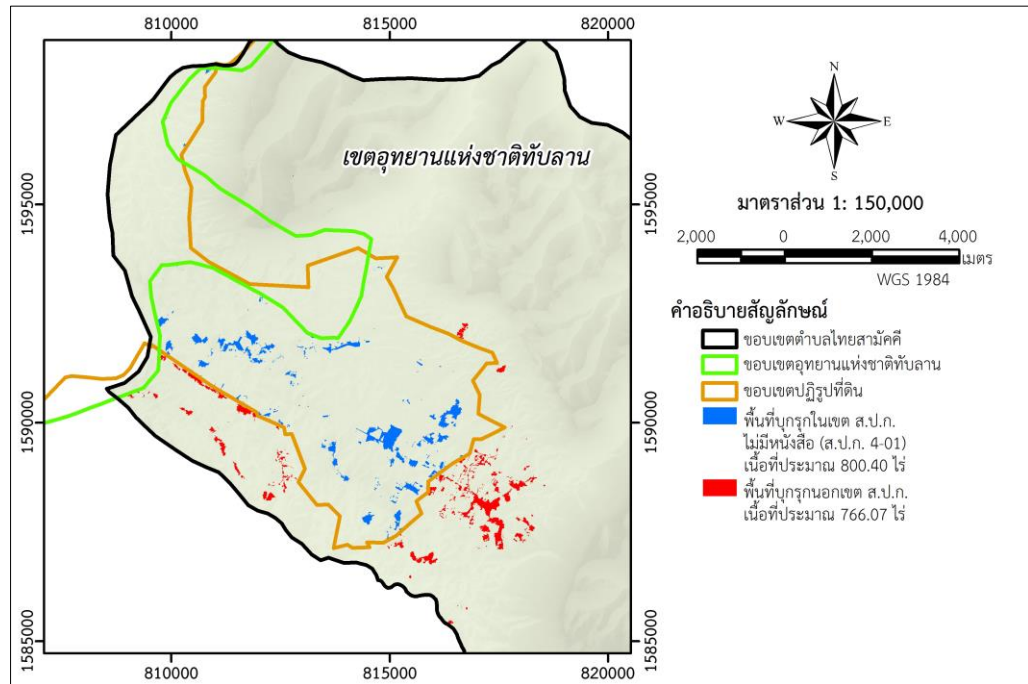 810000
815000
820000
1595000
1590000
1585000
เขตอุทยานแห่งชาติทับลาน
1595000
1590000
1585000
810000
815000
820000
N
W
E
S
มาตราส่วน 1: 150,000
2,000
0
2,000
4,000
เมตร
WGS 1984
คำอธิบายสัญลักษณ์
ขอบเขตตำบลไทยสามัคคี
ขอบเขตอุทยานแห่งชาติทับลาน
ขอบเขตปฏิรูปที่ดิน
พื้นที่บุกรุกในเขต ส.ป.ก.
ไม่มีหนังสือ (ส.ป.ก. 4-01)
เนื้อที่ประมาณ 800.40 ไร่
พื้นที่บุกรุกนอกเขต ส.ป.ก.
เนื้อที่ประมาณ 766.07 ไร่